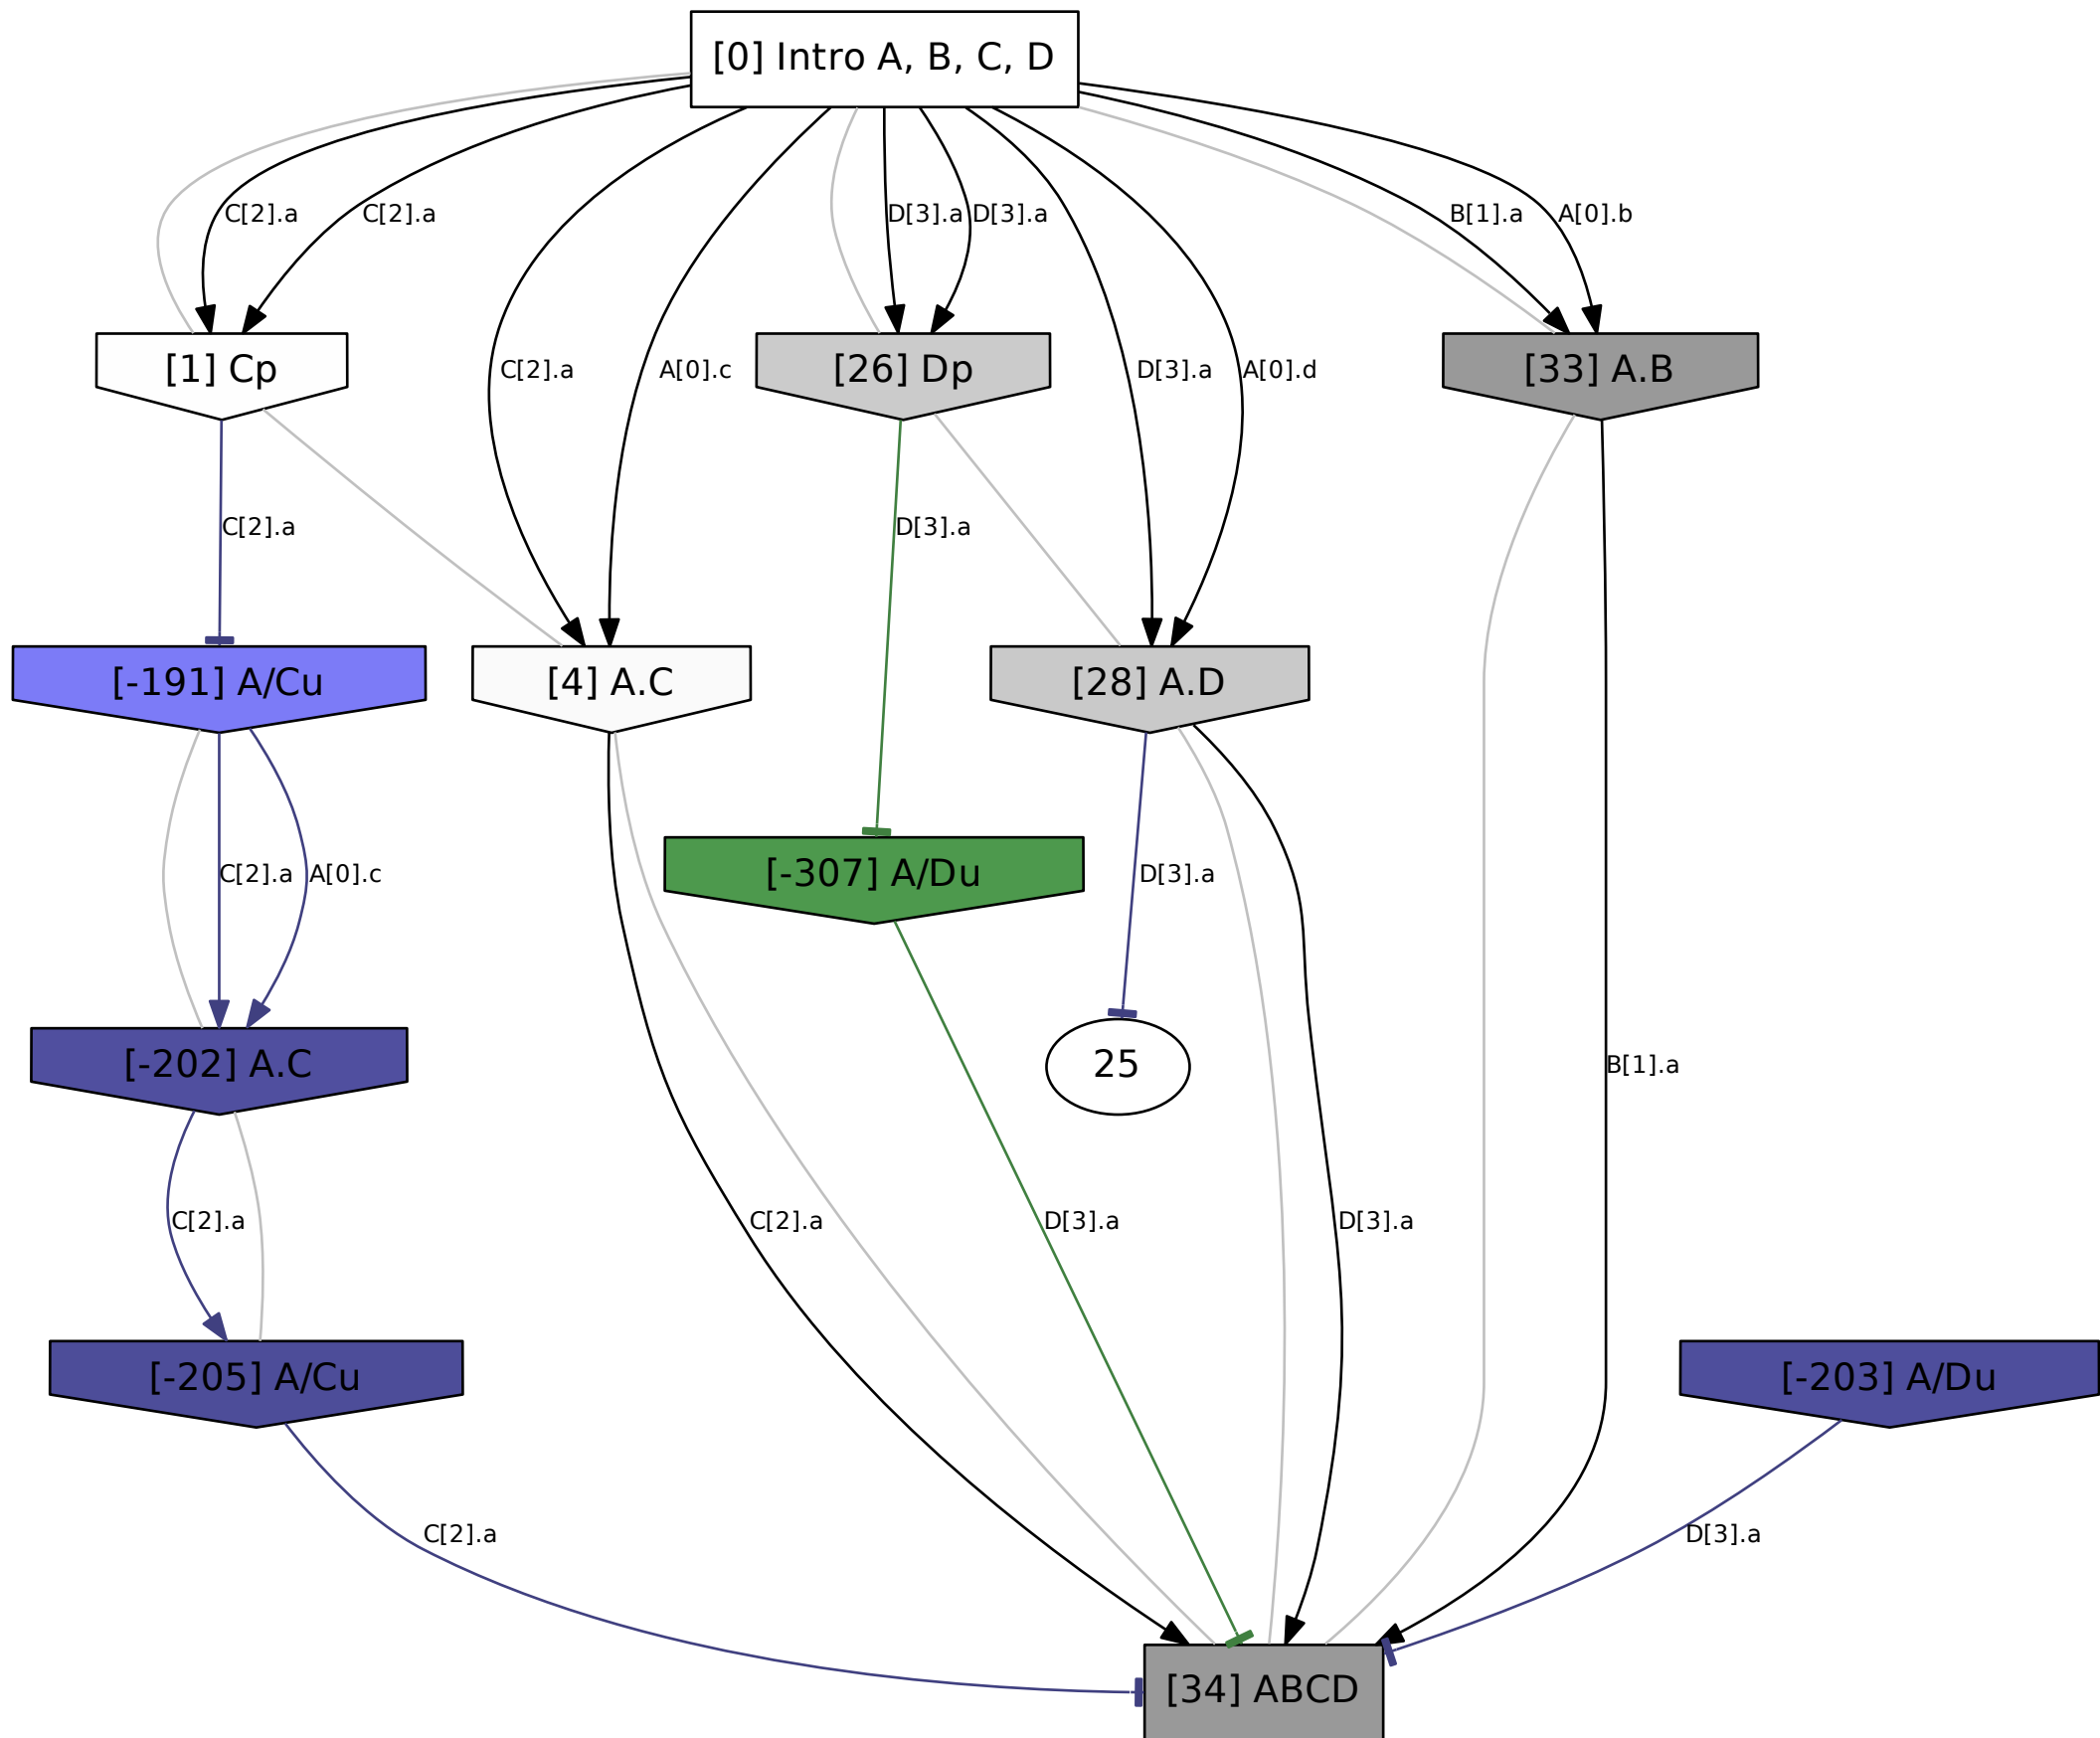 [0] Intro A, B, C, D
C[2].a
C[2].a
D[3].a
D[3].a
B[1].a
A[0].b
[1] Cp
C[2].a
A[0].c
[26] Dp
D[3].a
A[0].d
[33] A.B
C[2].a
D[3].a
[-191] A/Cu
[4] A.C
[28] A.D
C[2].a
A[0].c
[-307] A/Du
D[3].a
[-202] A.C
25
B[1].a
C[2].a
C[2].a
D[3].a
D[3].a
[-205] A/Cu
[-203] A/Du
C[2].a
D[3].a
[34] ABCD